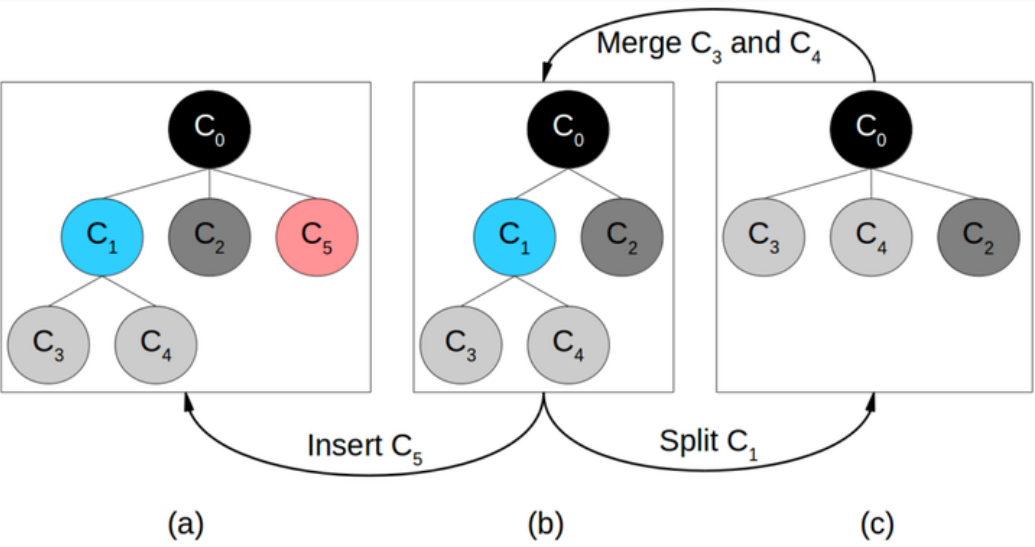 Merge C₃ and C₄
C₀ C₀ C₀
C₁ C₂ C₅ C₁ C₂ C₃ C₄ C₂
C₃ C₄ C₃ C₄
Insert C₅ Split C₁
(a) (b) (c)